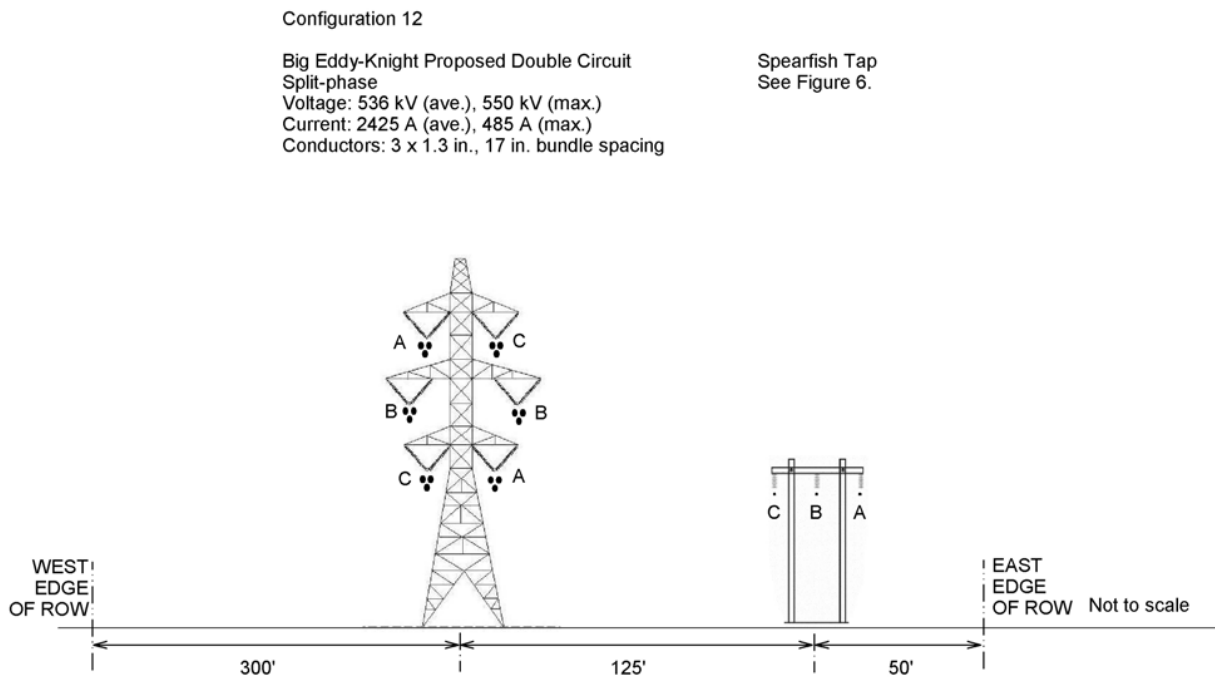 Configuration 12
Big Eddy-Knight Proposed Double Circuit
Split-phase
Voltage: 536 kV (ave.), 550 kV (max.)
Current: 2425 A (ave.), 485 A (max.)
Conductors: 3 x 1.3 in., 17 in. bundle spacing
Spearfish Tap
See Figure 6.
A
C
B
B
C
A
C
B
A
WEST
EDGE
OF ROW
EAST
EDGE
OF ROW
Not to scale
300'
125'
50'